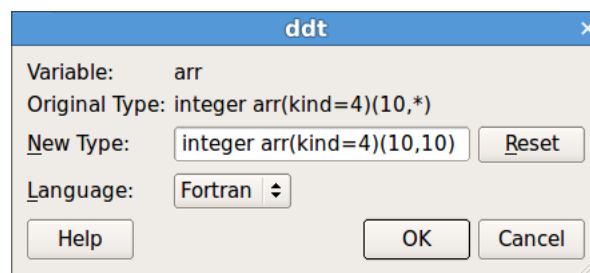 ddt
Variable: arr
Original Type: integer arr(kind=4)(10,*)
New Type: integer arr(kind=4)(10,10) Reset
Language: Fortran
Help OK Cancel